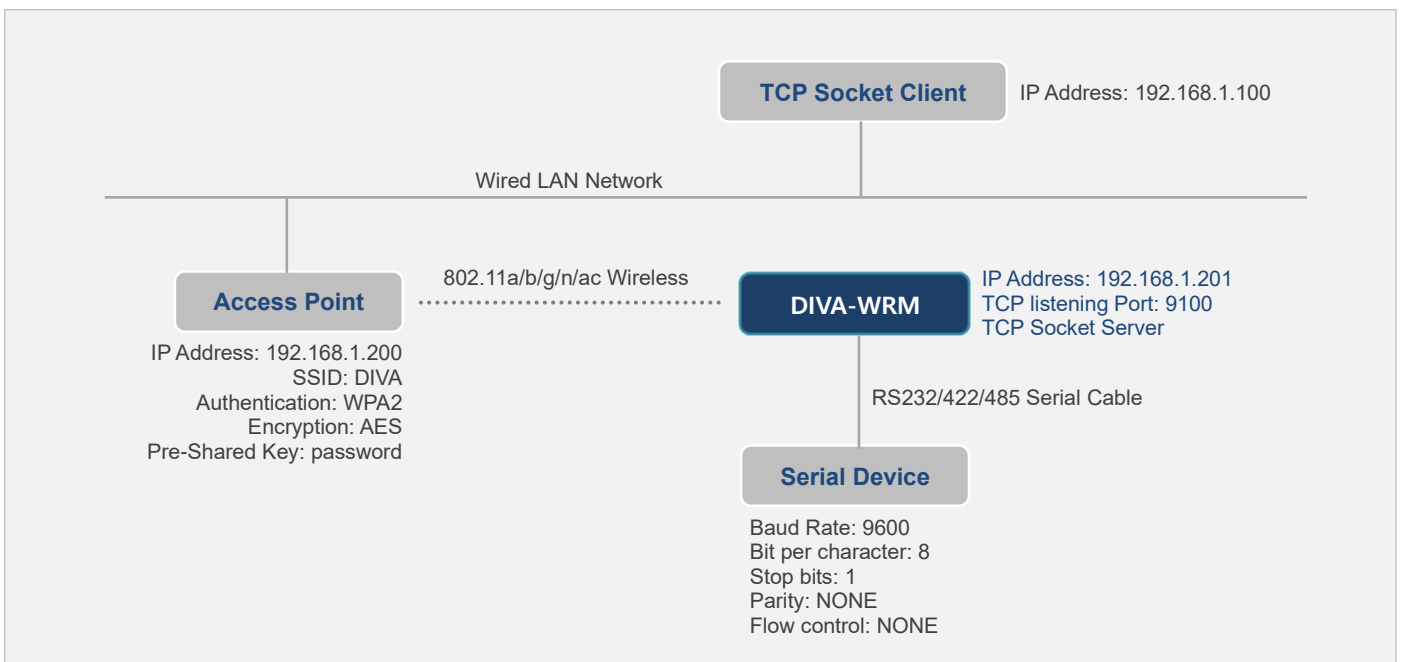 TCP Socket Client
IP Address: 192.168.1.100
Wired LAN Network
802.11a/b/g/n/ac Wireless
Access Point
IP Address: 192.168.1.200
SSID: DIVA
Authentication: WPA2
Encryption: AES
Pre-Shared Key: password
DIVA-WRM
IP Address: 192.168.1.201
TCP listening Port: 9100
TCP Socket Server
RS232/422/485 Serial Cable
Serial Device
Baud Rate: 9600
Bit per character: 8
Stop bits: 1
Parity: NONE
Flow control: NONE